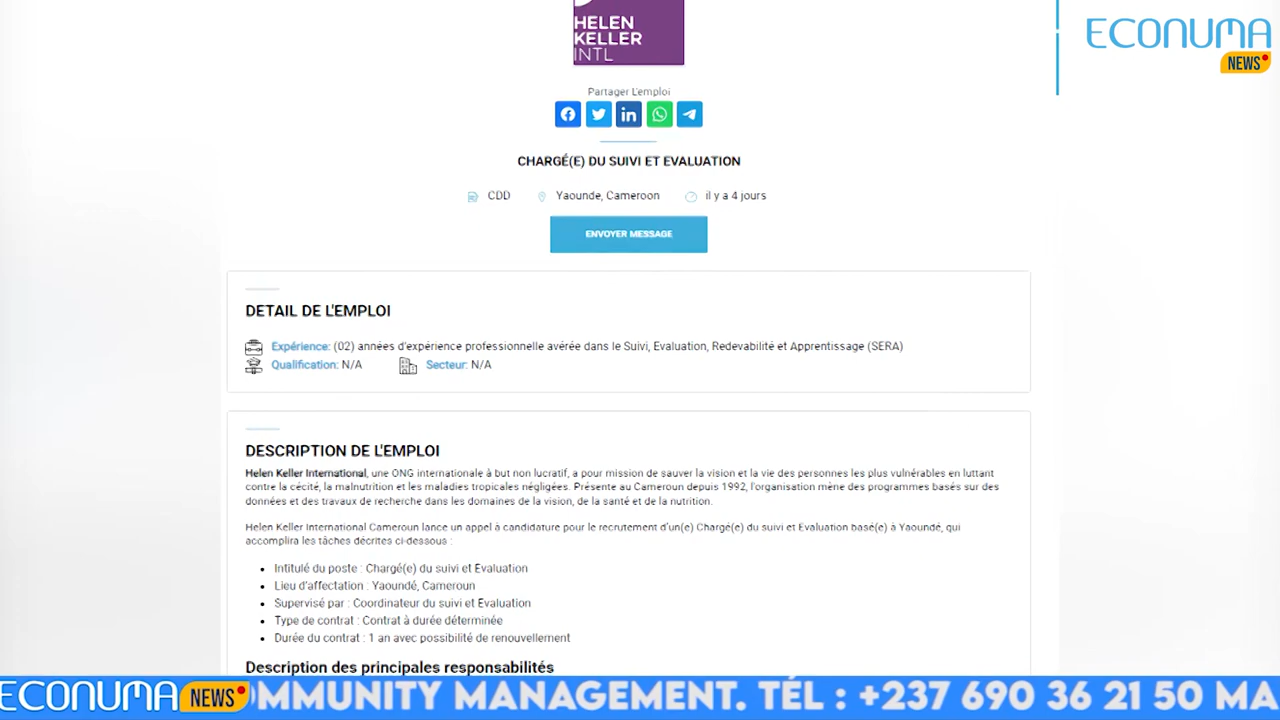 HELEN
KELLER
INTL
ECONUMA
NEWS
Partager L'emploi
CHARGÉ(E) DU SUIVI ET EVALUATION
CDD Yaounde, Cameroon il y a 4 jours
ENVOYER MESSAGE
DETAIL DE L'EMPLOI
Expérience: (02) années d'expérience professionnelle avérée dans le Suivi, Evaluation, Redevabilité et Apprentissage (SERA)
Qualification: N/A Secteur: N/A
DESCRIPTION DE L'EMPLOI
Helen Keller International, une ONG internationale à but non lucratif, a pour mission de sauver la vision et la vie des personnes les plus vulnérables en luttant
contre la cécité, la malnutrition et les maladies tropicales négligées. Présente au Cameroun depuis 1992, l'organisation mène des programmes basés sur des
données et des travaux de recherche dans les domaines de la vision, de la santé et de la nutrition.
Helen Keller International Cameroun lance un appel à candidature pour le recrutement d'un(e) Chargé(e) du suivi et Evaluation basé(e) à Yaoundé, qui
accomplira les tâches décrites ci-dessous :
• Intitulé du poste : Chargé(e) du suivi et Evaluation
• Lieu d'affectation : Yaoundé, Cameroun
• Supervisé par : Coordinateur du suivi et Evaluation
• Type de contrat : Contrat à durée déterminée
• Durée du contrat : 1 an avec possibilité de renouvellement
Description des principales responsabilités
ECONUMA NEWS OMMUNITY MANAGEMENT. TÉL : +237 690 36 21 50 MA